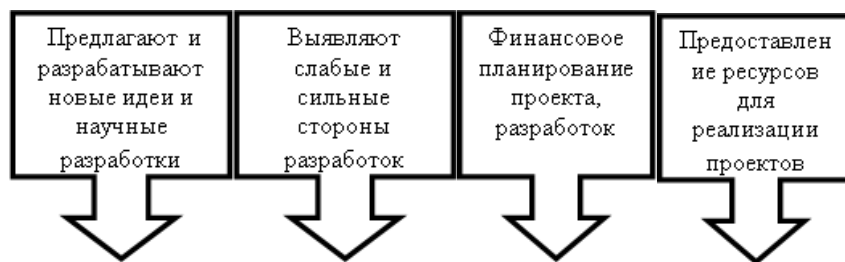 Предлагают и
разрабатывают
новые идеи и
научные
разработки
Выявляют
слабые и
сильные
стороны
разработок
Финансовое
планирование
проекта,
разработок
Предоставлен
ие ресурсов
для
реализации
проектов